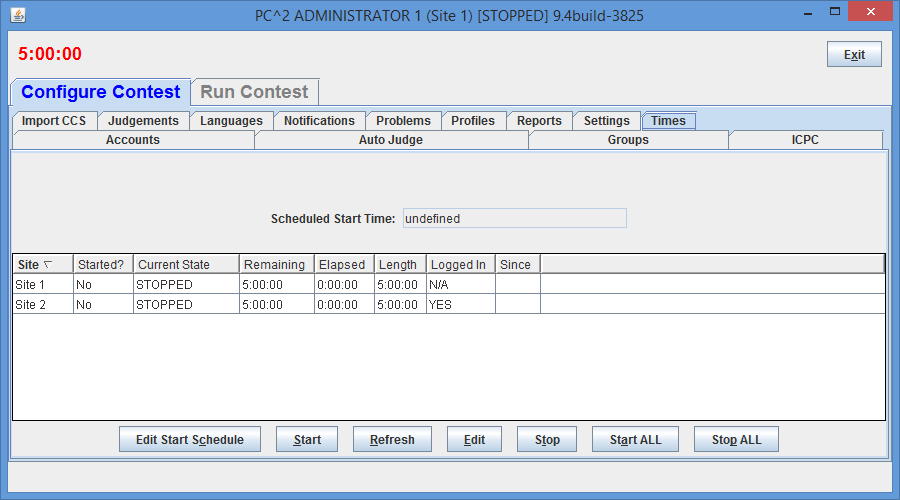 PC^2 ADMINISTRATOR 1 (Site 1) [STOPPED] 9.4build-3825
5:00:00
Exit
Configure Contest Run Contest
Import CCS Judgements Languages Notifications Problems Profiles Reports Settings Times
Accounts Auto Judge Groups ICPC
Scheduled Start Time: undefined
Site Started? Current State Remaining Elapsed Length Logged In Since
Site 1 No STOPPED 5:00:00 0:00:00 5:00:00 N/A
Site 2 No STOPPED 5:00:00 0:00:00 5:00:00 YES
Edit Start Schedule Start Refresh Edit Stop Start ALL Stop ALL